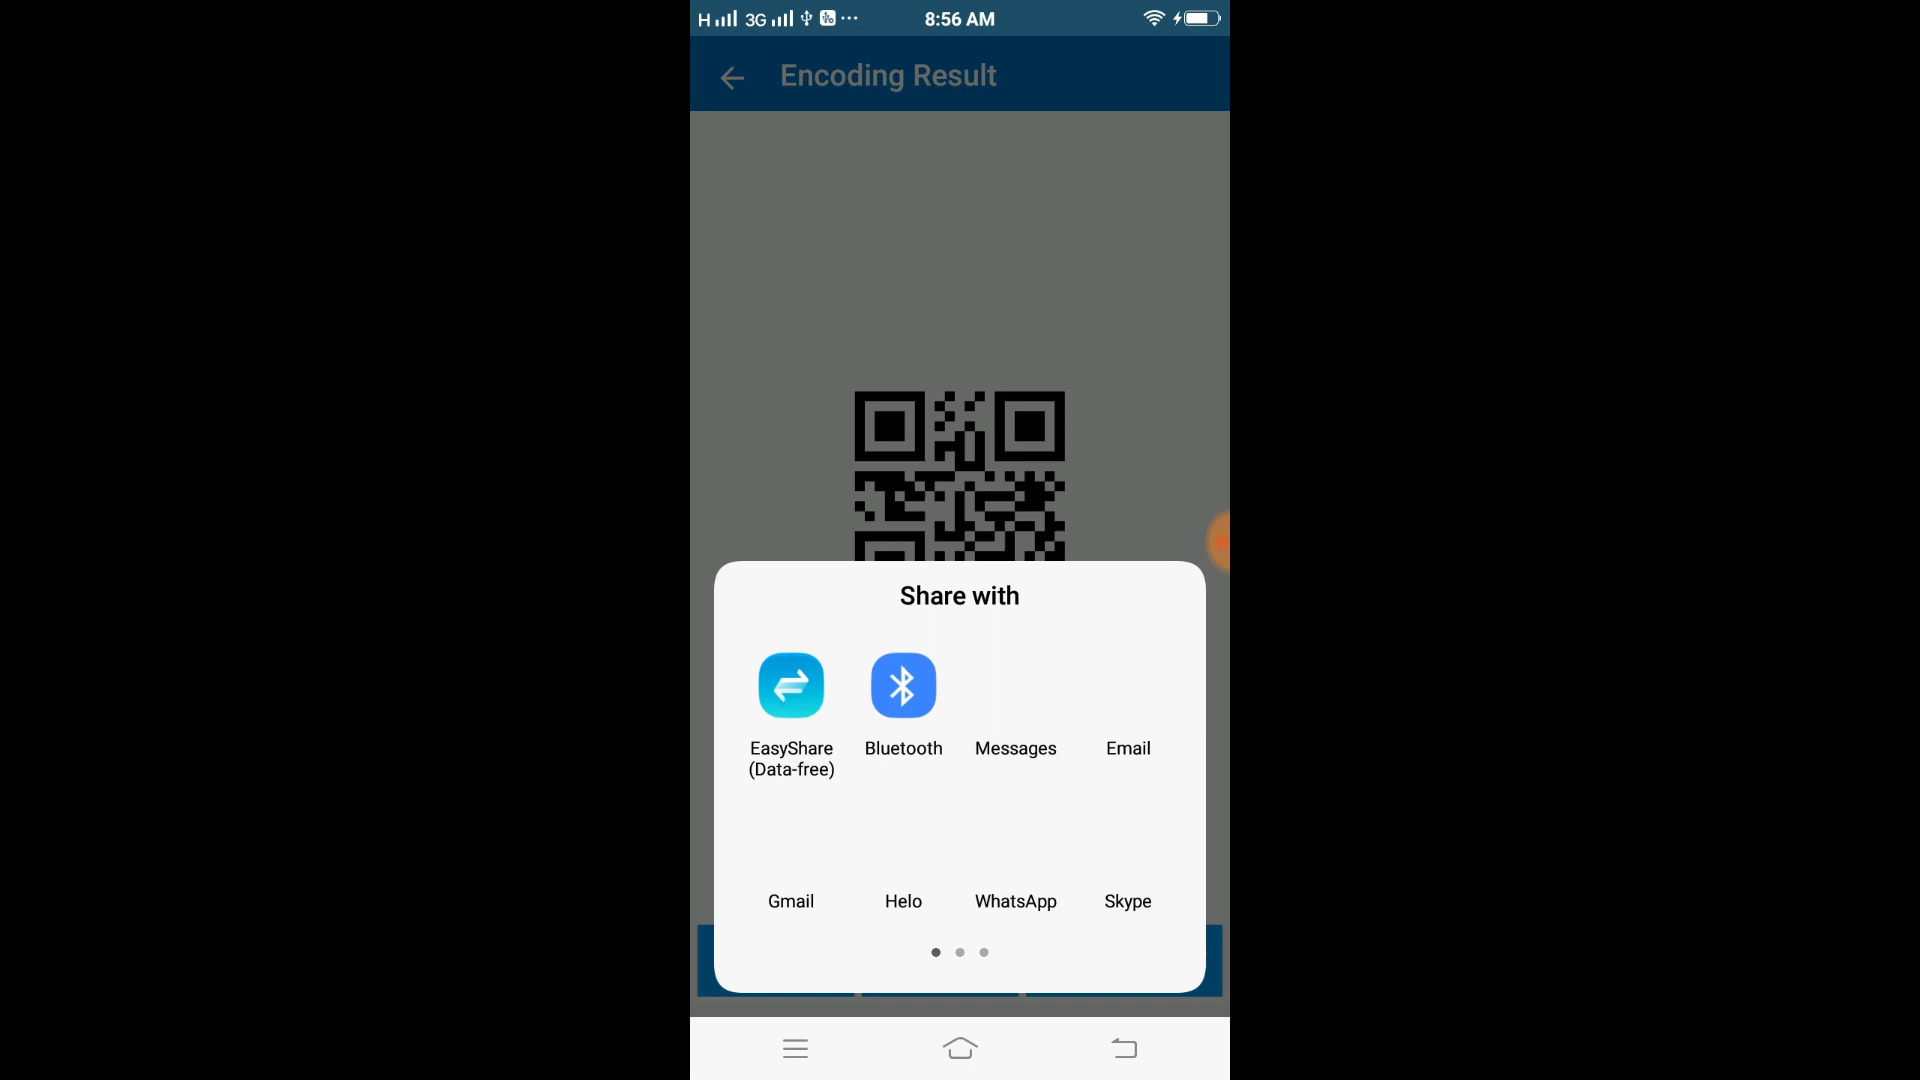 H 3G 8:56 AM
Encoding Result
Share with
EasyShare
(Data-free)
Bluetooth
Messages
Email
Gmail
Helo
WhatsApp
Skype